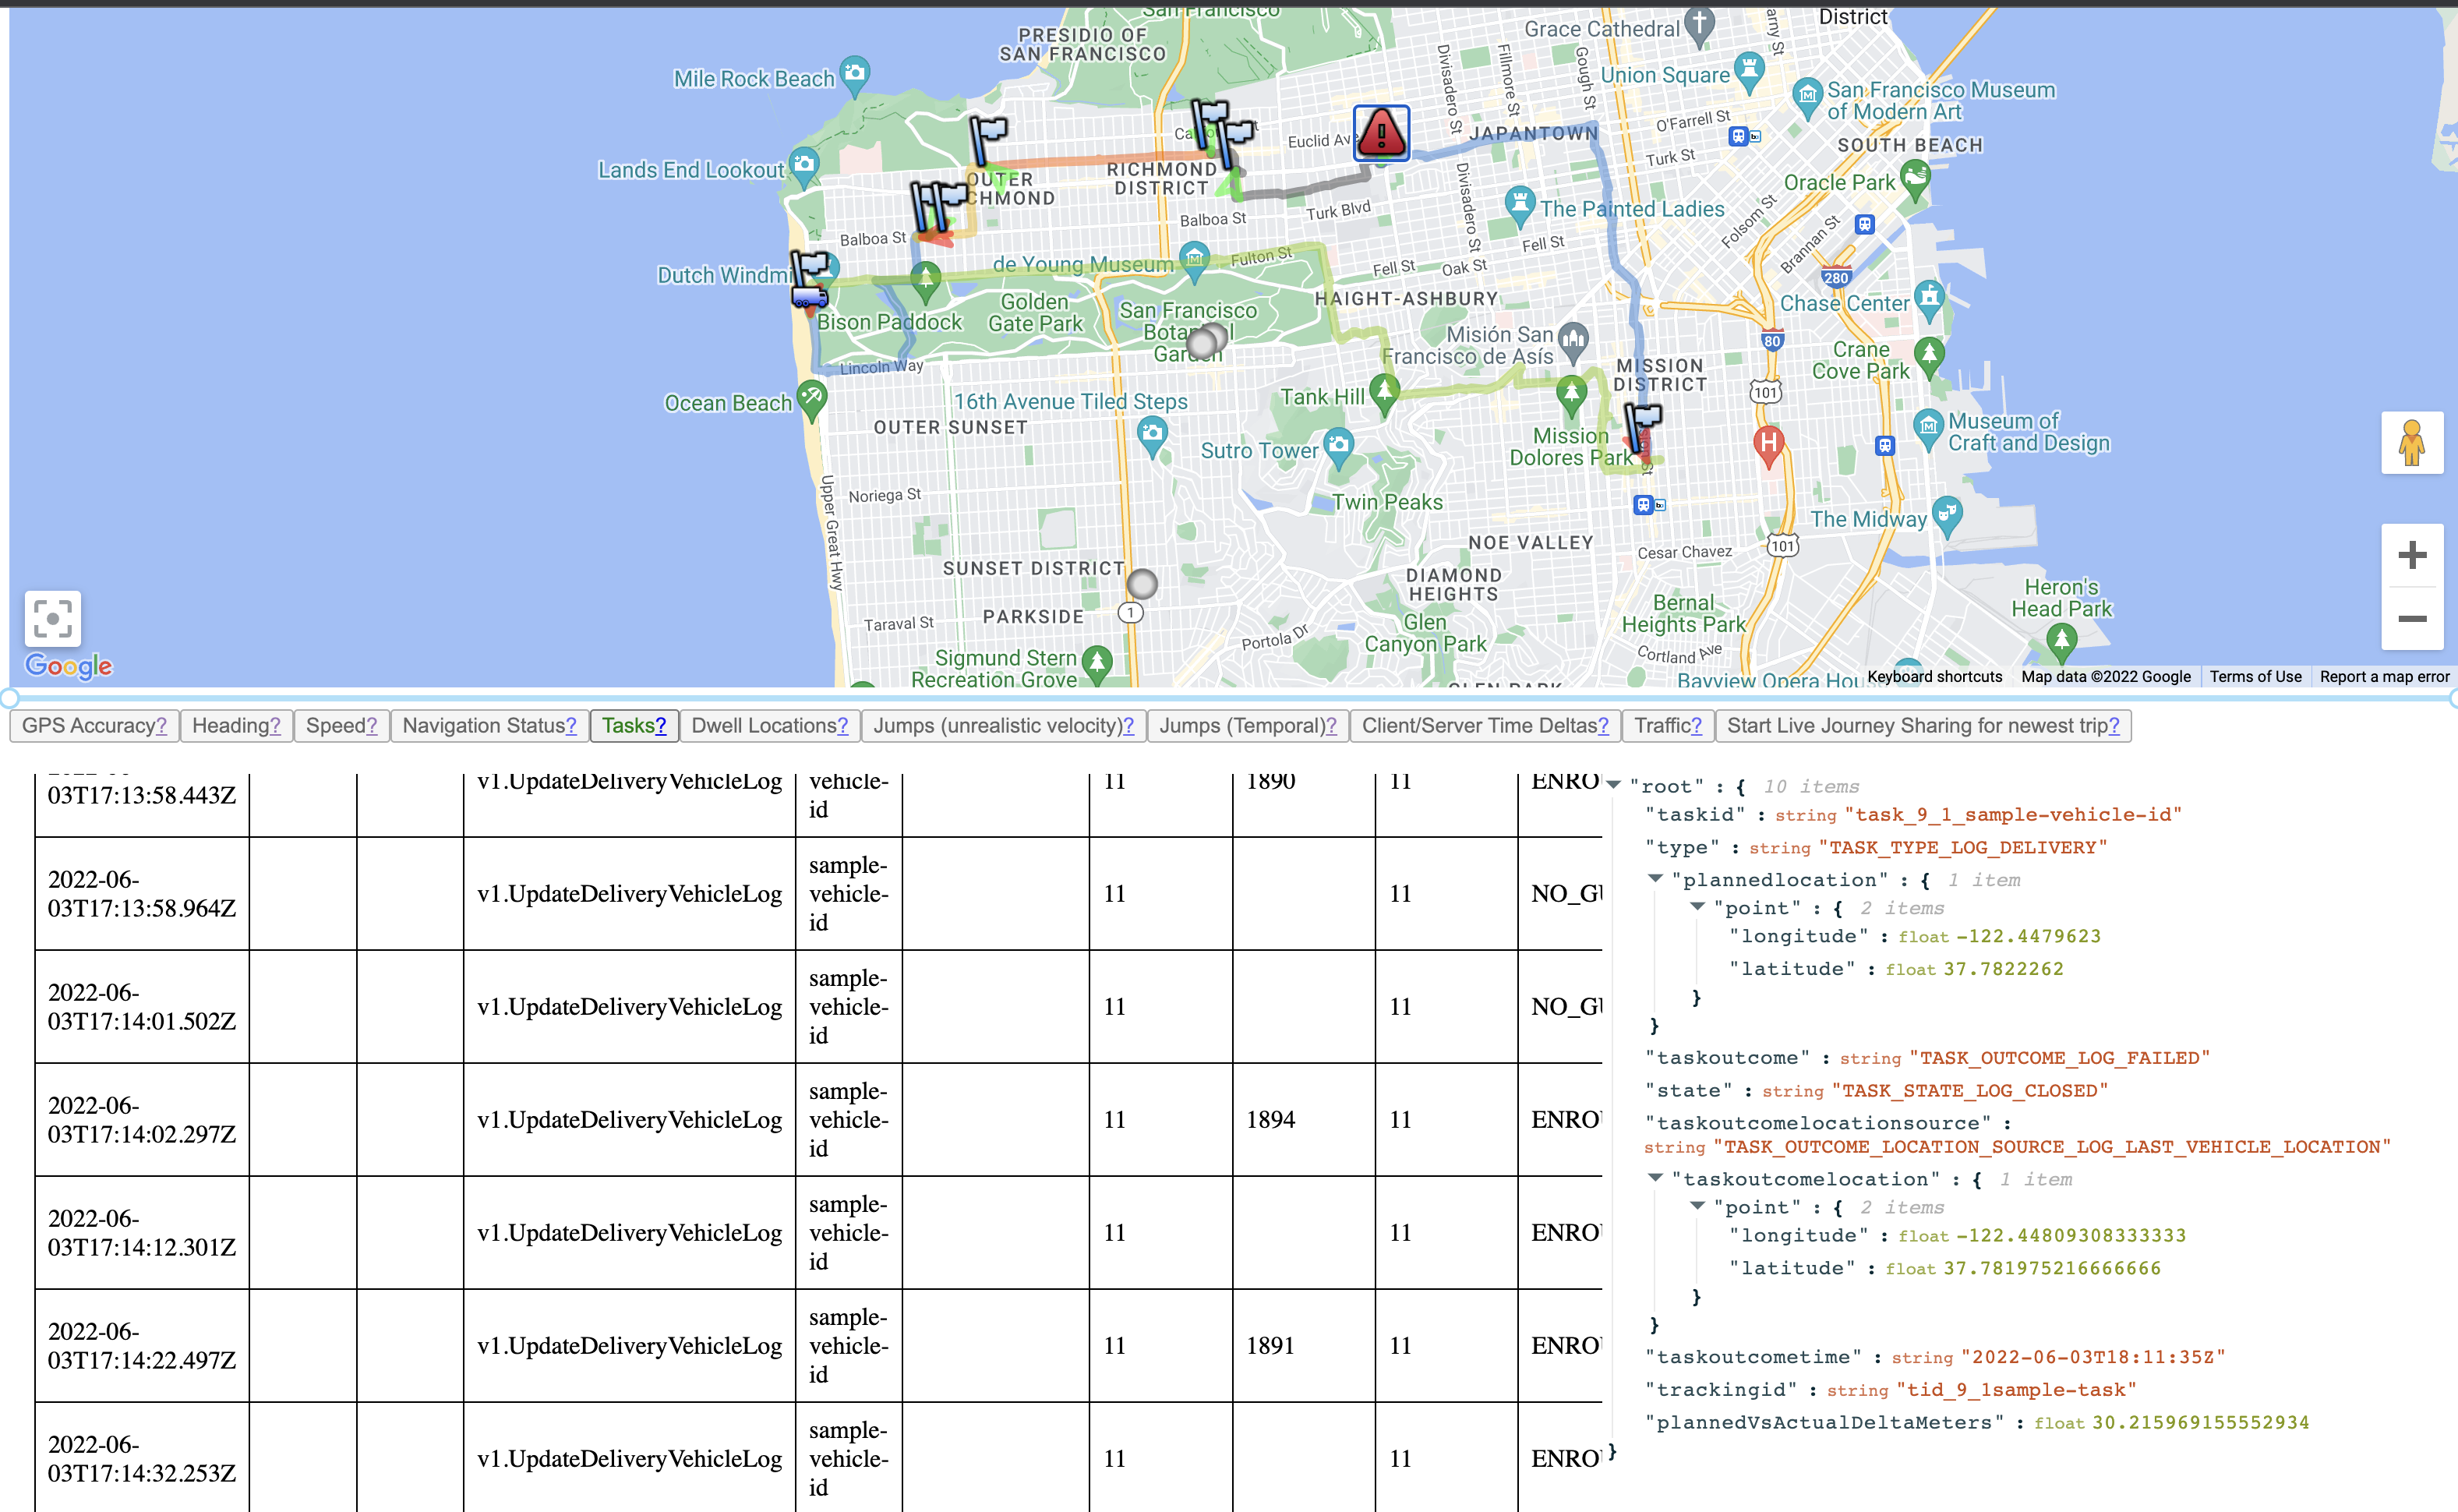 San Francisco
PRESIDIO OF
SAN FRANCISCO
Mile Rock Beach
Lands End Lookout
Grace Cathedral
District
Union Square
San Francisco Museum
of Modern Art
O'Farrell St
SOUTH BEACH
Turk St
Oracle Park
Divisadero St
Fillmore St
Gough St
JAPANTOWN
Euclid Ave
RICHMOND
DISTRICT
OUTER
Balboa St
Turk Blvd
Divisadero St
The Painted Ladies
Fell St
Folsom St
Brannan St
Balboa St
Dutch Windmi
de Young Museum
Fulton St
Fell St
Oak St
280
HAIGHT-ASHBURY
Chase Center
Golden
Gate Park
Bison Paddock
San Francisco
Botanical
Garden
Misión San
Francisco de Asís
80
Crane
Cove Park
MISSION
DISTRICT
Lincoln Way
101
Ocean Beach
16th Avenue Tiled Steps
Tank Hill
OUTER SUNSET
Museum of
Craft and Design
Sutro Tower
Mission
Dolores Park
H
Upper Great Hwy
Noriega St
Twin Peaks
The Midway
NOE VALLEY
Cesar Chavez
101
SUNSET DISTRICT
DIAMOND
HEIGHTS
Heron's
Head Park
1
PARKSIDE
Taraval St
Bernal
Heights Park
Glen
Canyon Park
Portola Dr
Cortland Ave
Sigmund Stern
Recreation Grove
GLEN PARK
Bayview Opera Hou
Google
Keyboard shortcuts
Map data ©2022 Google
Terms of Use
Report a map error
GPS Accuracy? Heading? Speed? Navigation Status? Tasks? Dwell Locations? Jumps (unrealistic velocity)? Jumps (Temporal)? Client/Server Time Deltas? Traffic? Start Live Journey Sharing for newest trip?
03T17:13:58.443Z v1.UpdateDeliveryVehicleLog vehicle-id 11 1890 11 ENRO
2022-06-03T17:13:58.964Z v1.UpdateDeliveryVehicleLog sample-vehicle-id 11 11 NO_GU
2022-06-03T17:14:01.502Z v1.UpdateDeliveryVehicleLog sample-vehicle-id 11 11 NO_GU
2022-06-03T17:14:02.297Z v1.UpdateDeliveryVehicleLog sample-vehicle-id 11 1894 11 ENROU
2022-06-03T17:14:12.301Z v1.UpdateDeliveryVehicleLog sample-vehicle-id 11 11 ENROU
2022-06-03T17:14:22.497Z v1.UpdateDeliveryVehicleLog sample-vehicle-id 11 1891 11 ENROU
2022-06-03T17:14:32.253Z v1.UpdateDeliveryVehicleLog sample-vehicle-id 11 11 ENROU
"root" : { 10 items
"taskid" : string "task_9_1_sample-vehicle-id"
"type" : string "TASK_TYPE_LOG_DELIVERY"
"plannedlocation" : { 1 item
"point" : { 2 items
"longitude" : float -122.4479623
"latitude" : float 37.7822262
}
}
"taskoutcome" : string "TASK_OUTCOME_LOG_FAILED"
"state" : string "TASK_STATE_LOG_CLOSED"
"taskoutcomelocationsource" :
string "TASK_OUTCOME_LOCATION_SOURCE_LOG_LAST_VEHICLE_LOCATION"
"taskoutcomelocation" : { 1 item
"point" : { 2 items
"longitude" : float -122.44809308333333
"latitude" : float 37.781975216666666
}
}
"taskoutcometime" : string "2022-06-03T18:11:35Z"
"trackingid" : string "tid_9_1sample-task"
"plannedVsActualDeltaMeters" : float 30.215969155552934
}